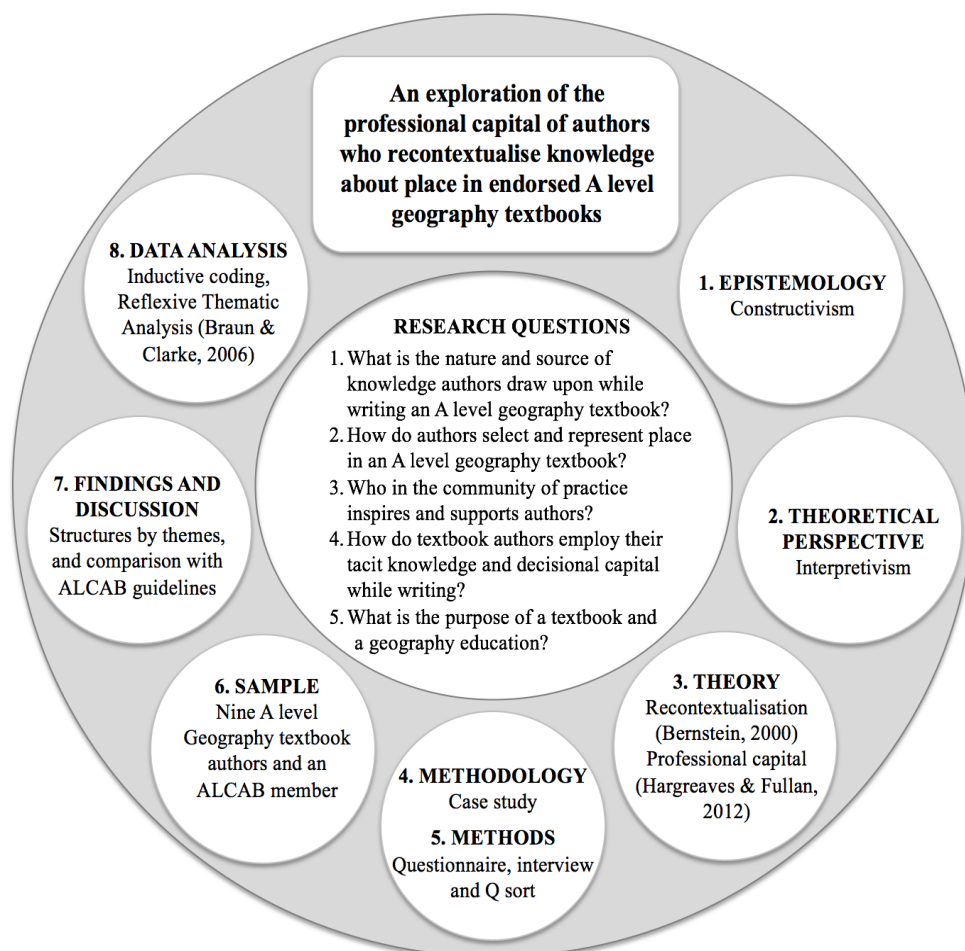 An exploration of the
professional capital of authors
who recontextualise knowledge
about place in endorsed A level
geography textbooks
RESEARCH QUESTIONS
1. What is the nature and source of
knowledge authors draw upon while
writing an A level geography textbook?
2. How do authors select and represent place
in an A level geography textbook?
3. Who in the community of practice
inspires and supports authors?
4. How do textbook authors employ their
tacit knowledge and decisional capital
while writing?
5. What is the purpose of a textbook and
a geography education?
1. EPISTEMOLOGY
Constructivism
2. THEORETICAL
PERSPECTIVE
Interpretivism
3. THEORY
Recontextualisation
(Bernstein, 2000)
Professional capital
(Hargreaves & Fullan,
2012)
4. METHODOLOGY
Case study
5. METHODS
Questionnaire, interview
and Q sort
6. SAMPLE
Nine A level
Geography textbook
authors and an
ALCAB member
7. FINDINGS AND
DISCUSSION
Structures by themes,
and comparison with
ALCAB guidelines
8. DATA ANALYSIS
Inductive coding,
Reflexive Thematic
Analysis (Braun &
Clarke, 2006)